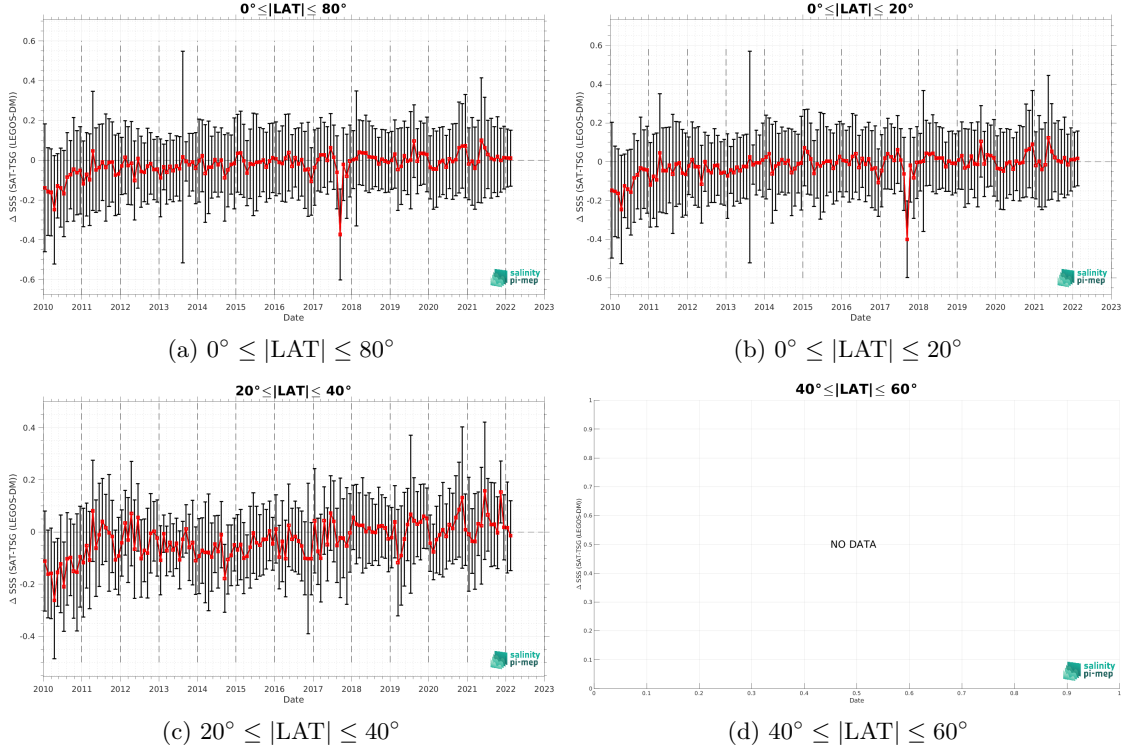 0°≤|LAT|≤ 80°
Δ SSS (SAT-TSG (LEGOS-DM))
0.6
0.4
0.2
0
-0.2
-0.4
-0.6
2010 2011 2012 2013 2014 2015 2016 2017 2018 2019 2020 2021 2022 2023
Date
salinity
pi-mep
(a) 0° ≤ |LAT| ≤ 80°
0°≤|LAT|≤ 20°
Δ SSS (SAT-TSG (LEGOS-DM))
0.6
0.4
0.2
0
-0.2
-0.4
-0.6
2010 2011 2012 2013 2014 2015 2016 2017 2018 2019 2020 2021 2022 2023
Date
salinity
pi-mep
(b) 0° ≤ |LAT| ≤ 20°
20°≤|LAT|≤ 40°
Δ SSS (SAT-TSG (LEGOS-DM))
0.4
0.2
0
-0.2
-0.4
2010 2011 2012 2013 2014 2015 2016 2017 2018 2019 2020 2021 2022 2023
Date
salinity
pi-mep
(c) 20° ≤ |LAT| ≤ 40°
40°≤|LAT|≤ 60°
Δ SSS (SAT-TSG (LEGOS-DM))
1
0.9
0.8
0.7
0.6
0.5
0.4
0.3
0.2
0.1
0
NO DATA
0 0.1 0.2 0.3 0.4 0.5 0.6 0.7 0.8 0.9 1
Date
salinity
pi-mep
(d) 40° ≤ |LAT| ≤ 60°